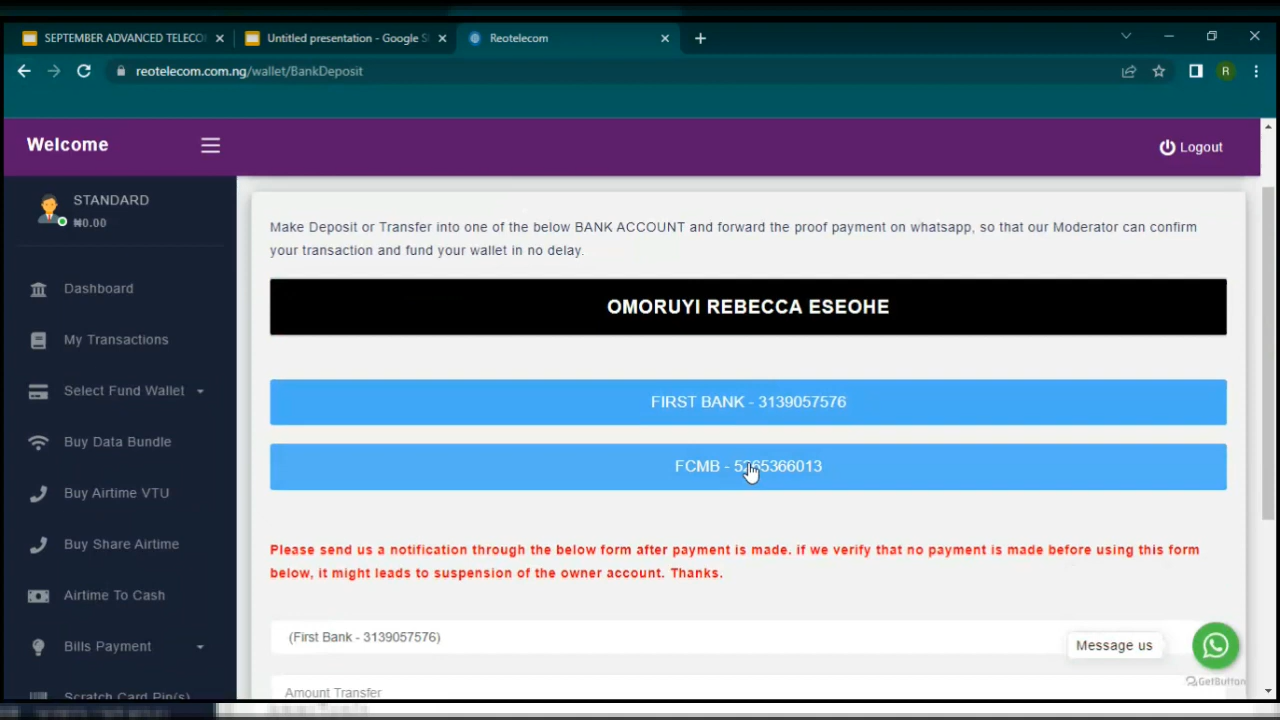 SEPTEMBER ADVANCED TELECO
Untitled presentation - Google S
Reotelecom
reotelecom.com.ng/wallet/BankDeposit
R
Welcome
Logout
STANDARD
₦0.00
Dashboard
My Transactions
Select Fund Wallet
Buy Data Bundle
Buy Airtime VTU
Buy Share Airtime
Airtime To Cash
Bills Payment
Scratch Card Pin(s)
Make Deposit or Transfer into one of the below BANK ACCOUNT and forward the proof payment on whatsapp, so that our Moderator can confirm
your transaction and fund your wallet in no delay.
OMORUYI REBECCA ESEOHE
FIRST BANK - 3139057576
FCMB -
Please send us a notification through the below form after payment is made. if we verify that no payment is made before using this form
below, it might leads to suspension of the owner account. Thanks.
(First Bank - 3139057576)
Amount Transfer
Message us
GetButton